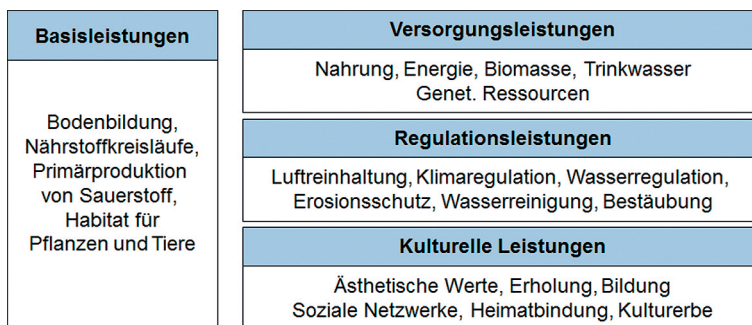 Basisleistungen
Bodenbildung,
Nährstoffkreisläufe,
Primärproduktion
von Sauerstoff,
Habitat für
Pflanzen und Tiere
Versorgungsleistungen
Nahrung, Energie, Biomasse, Trinkwasser
Genet. Ressourcen
Regulationsleistungen
Luftreinhaltung, Klimaregulation, Wasserregulation,
Erosionsschutz, Wasserreinigung, Bestäubung
Kulturelle Leistungen
Ästhetische Werte, Erholung, Bildung
Soziale Netzwerke, Heimatbindung, Kulturerbe